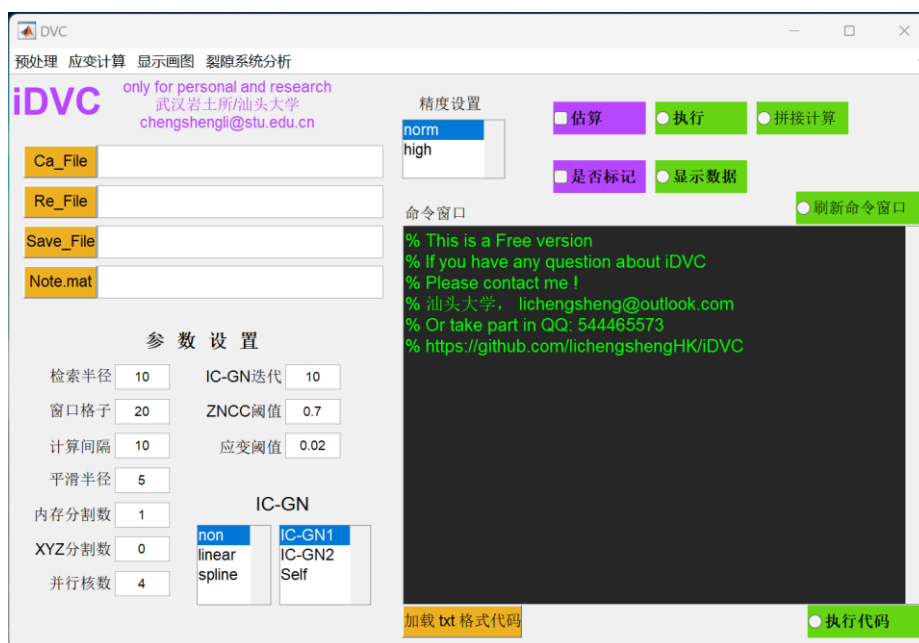 DVC
预处理 应变计算 显示画图 裂隙系统分析
iDVC
only for personal and research
武汉岩土所/汕头大学
chengshengli@stu.edu.cn
Ca_File
Re_File
Save_File
Note.mat
精度设置
norm
high
估算
执行
拼接计算
是否标记
显示数据
刷新命令窗口
命令窗口
% This is a Free version
% If you have any question about iDVC
% Please contact me !
% 汕头大学， lichengsheng@outlook.com
% Or take part in QQ: 544465573
% https://github.com/lichengshengHK/iDVC
参 数 设 置
检索半径 10 IC-GN迭代 10
窗口格子 20 ZNCC阈值 0.7
计算间隔 10 应变阈值 0.02
平滑半径 5
内存分割数 1
XYZ分割数 0
并行核数 4
IC-GN
non
linear
spline
IC-GN1
IC-GN2
Self
加载 txt 格式代码
执行代码